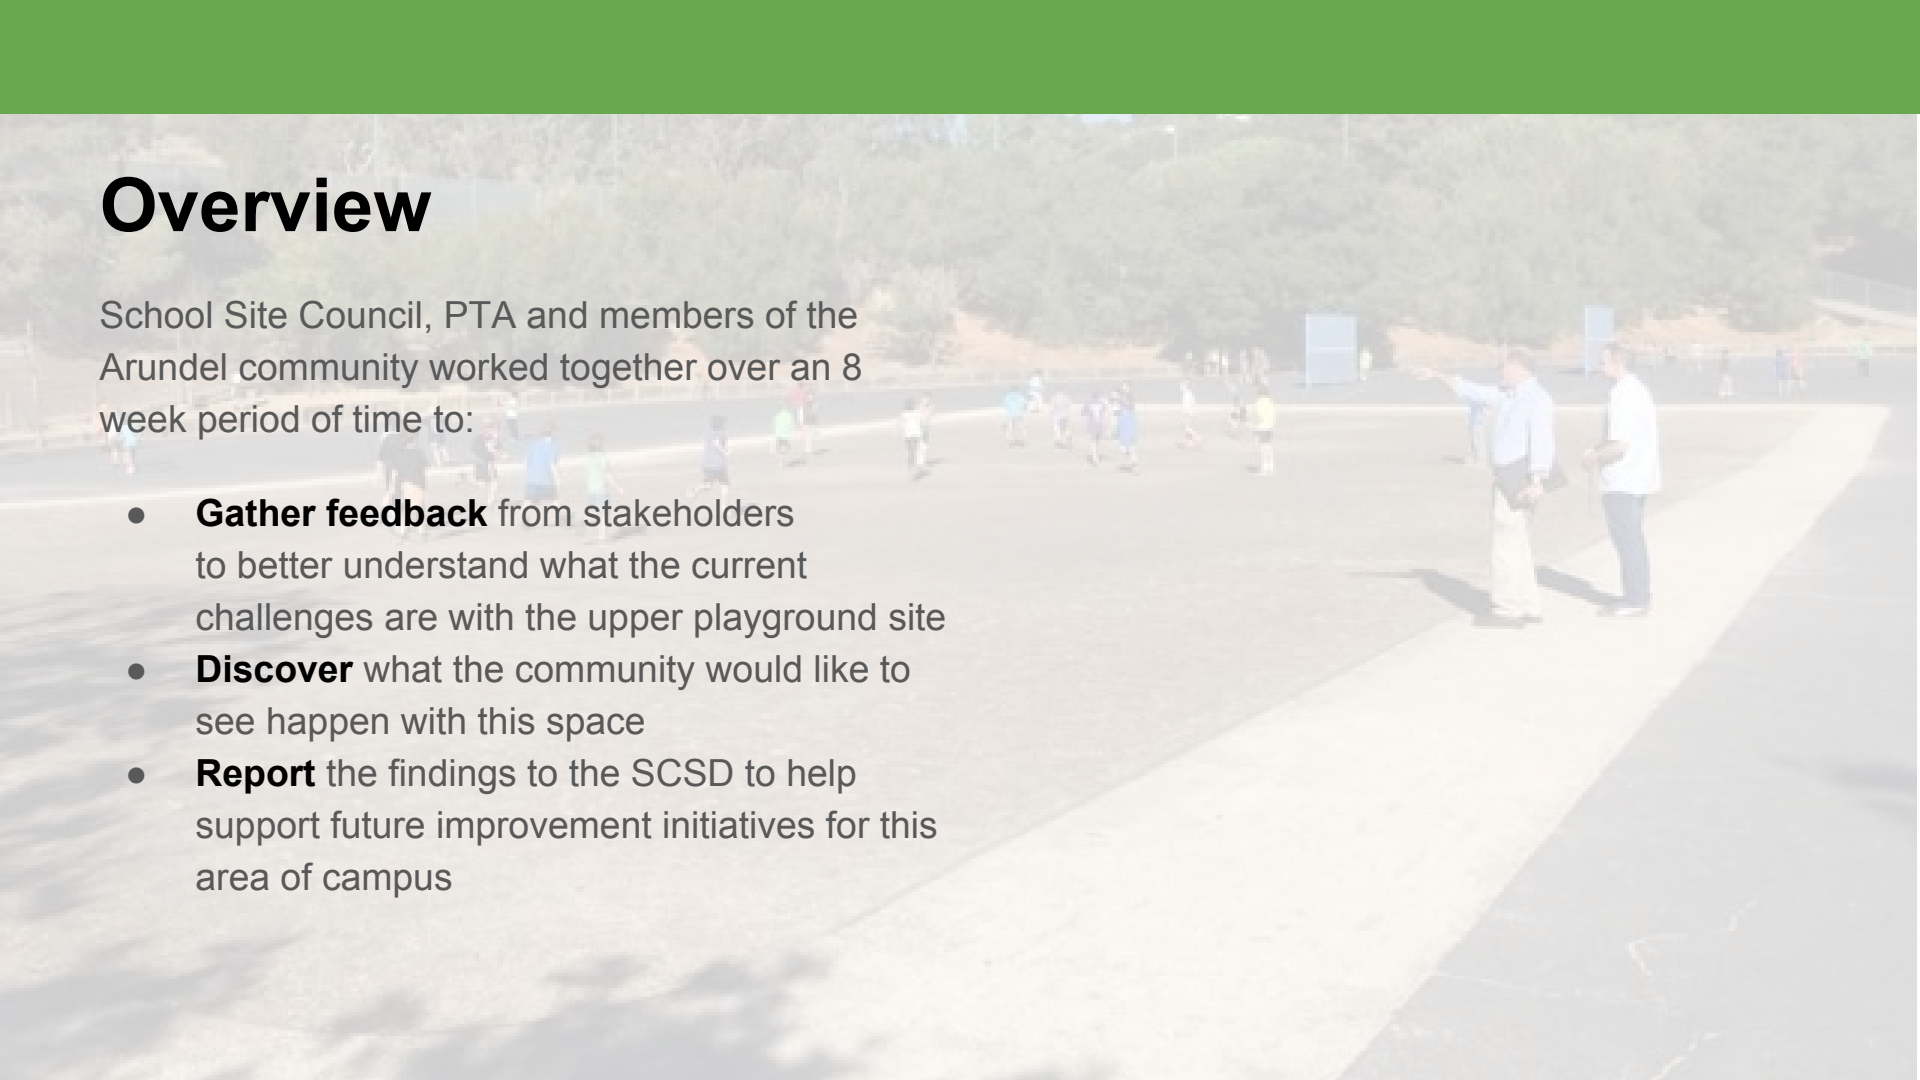 Overview
School Site Council, PTA and members of the
Arundel community worked together over an 8
week period of time to:
● Gather feedback from stakeholders
to better understand what the current
challenges are with the upper playground site
● Discover what the community would like to
see happen with this space
● Report the findings to the SCSD to help
support future improvement initiatives for this
area of campus